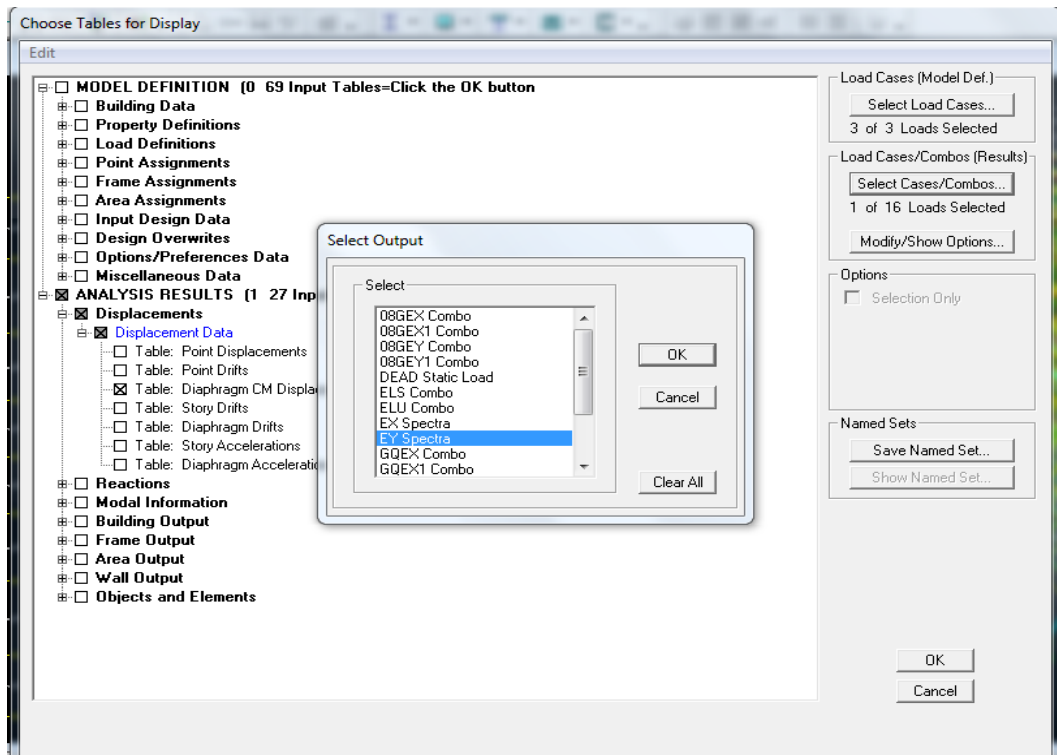 Choose Tables for Display
Edit
MODEL DEFINITION (0 69 Input Tables=Click the OK button
Building Data
Property Definitions
Load Definitions
Point Assignments
Frame Assignments
Area Assignments
Input Design Data
Design Overwrites
Options/Preferences Data
Miscellaneous Data
ANALYSIS RESULTS (1 27 Inp
Displacements
Displacement Data
Table: Point Displacements
Table: Point Drifts
Table: Diaphragm CM Displa
Table: Story Drifts
Table: Diaphragm Drifts
Table: Story Accelerations
Table: Diaphragm Acceleratio
Reactions
Modal Information
Building Output
Frame Output
Area Output
Wall Output
Objects and Elements
Select Output
Select
08GEX Combo
08GEX1 Combo
08GEY Combo
08GEY1 Combo
DEAD Static Load
ELS Combo
ELU Combo
EX Spectra
EY Spectra
GQEX Combo
GQEX1 Combo
OK
Cancel
Clear All
Load Cases (Model Def.)
Select Load Cases...
3 of 3 Loads Selected
Load Cases/Combos (Results)
Select Cases/Combos...
1 of 16 Loads Selected
Modify/Show Options...
Options
Selection Only
Named Sets
Save Named Set...
Show Named Set...
OK
Cancel